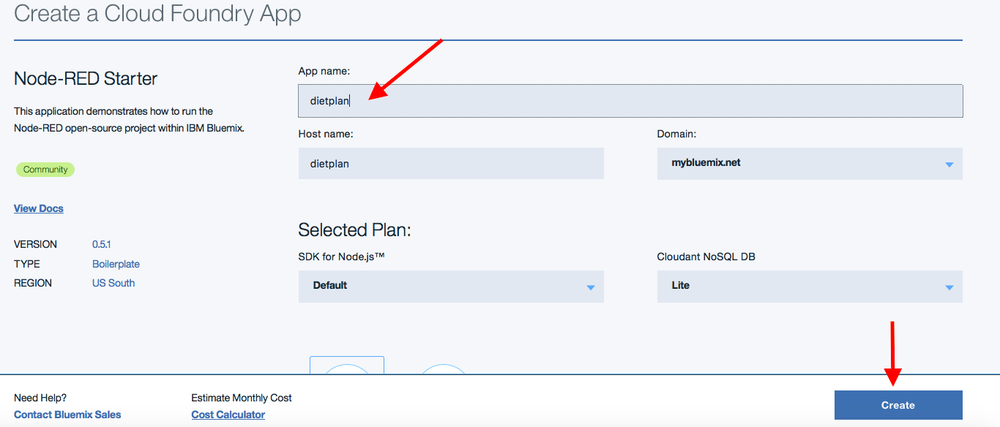 Create a Cloud Foundry App
Node-RED Starter
This application demonstrates how to run the
Node-RED open-source project within IBM Bluemix.
Community
View Docs
VERSION 0.5.1
TYPE Boilerplate
REGION US South
App name:
dietplan
Host name:
dietplan
Domain:
mybluemix.net
Selected Plan:
SDK for Node.js™
Default
Cloudant NoSQL DB
Lite
Need Help?
Contact Bluemix Sales
Estimate Monthly Cost
Cost Calculator
Create